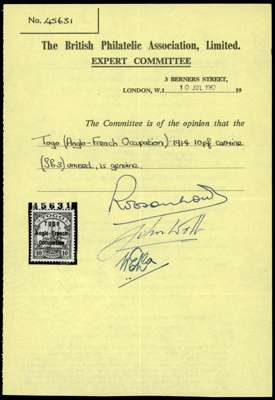 No. 45631
The British Philatelic Association, Limited.
EXPERT COMMITTEE
3 BERNERS STREET,
LONDON, W.1 10 JUL 19
The Committee is of the opinion that the
Togo (Anglo-French Occupation) 1914 10pf carmine
(SG3) unused, is genuine.
45631
Togo
Anglo-French
Occupation
10 10